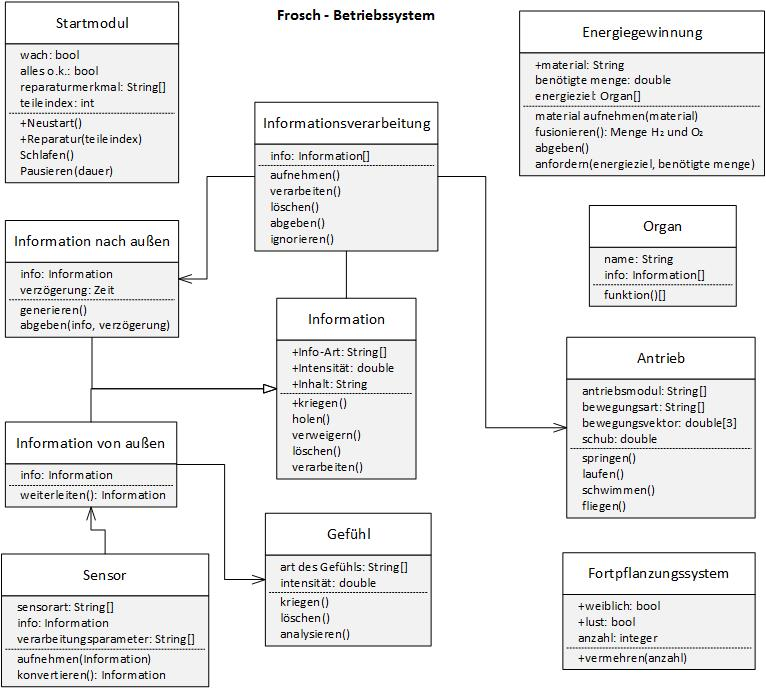 Frosch - Betriebssystem
Startmodul
wach: bool
alles o.k.: bool
reparaturmerkmal: String[]
teileindex: int
+Neustart()
+Reparatur(teileindex)
Schlafen()
Pausieren(dauer)
Energiegewinnung
+material: String
benötigte menge: double
energieziel: Organ[]
material aufnehmen(material)
fusionieren(): Menge H₂ und O₂
abgeben()
anfordern(energieziel, benötigte menge)
Informationsverarbeitung
info: Information[]
aufnehmen()
verarbeiten()
löschen()
abgeben()
ignorieren()
Information nach außen
info: Information
verzögerung: Zeit
generieren()
abgeben(info, verzögerung)
Organ
name: String
info: Information[]
funktion()[]
Information
+Info-Art: String[]
+Intensität: double
+Inhalt: String
+kriegen()
holen()
verweigern()
löschen()
verarbeiten()
Antrieb
antriebsmodul: String[]
bewegungsart: String[]
bewegungsvektor: double[3]
schub: double
springen()
laufen()
schwimmen()
fliegen()
Information von außen
info: Information
weiterleiten(): Information
Gefühl
art des Gefühls: String[]
intensität: double
kriegen()
löschen()
analysieren()
Sensor
sensorart: String[]
info: Information
verarbeitungsparameter: String[]
aufnehmen(Information)
konvertieren(): Information
Fortpflanzungssystem
+weiblich: bool
+lust: bool
anzahl: integer
+vermehren(anzahl)